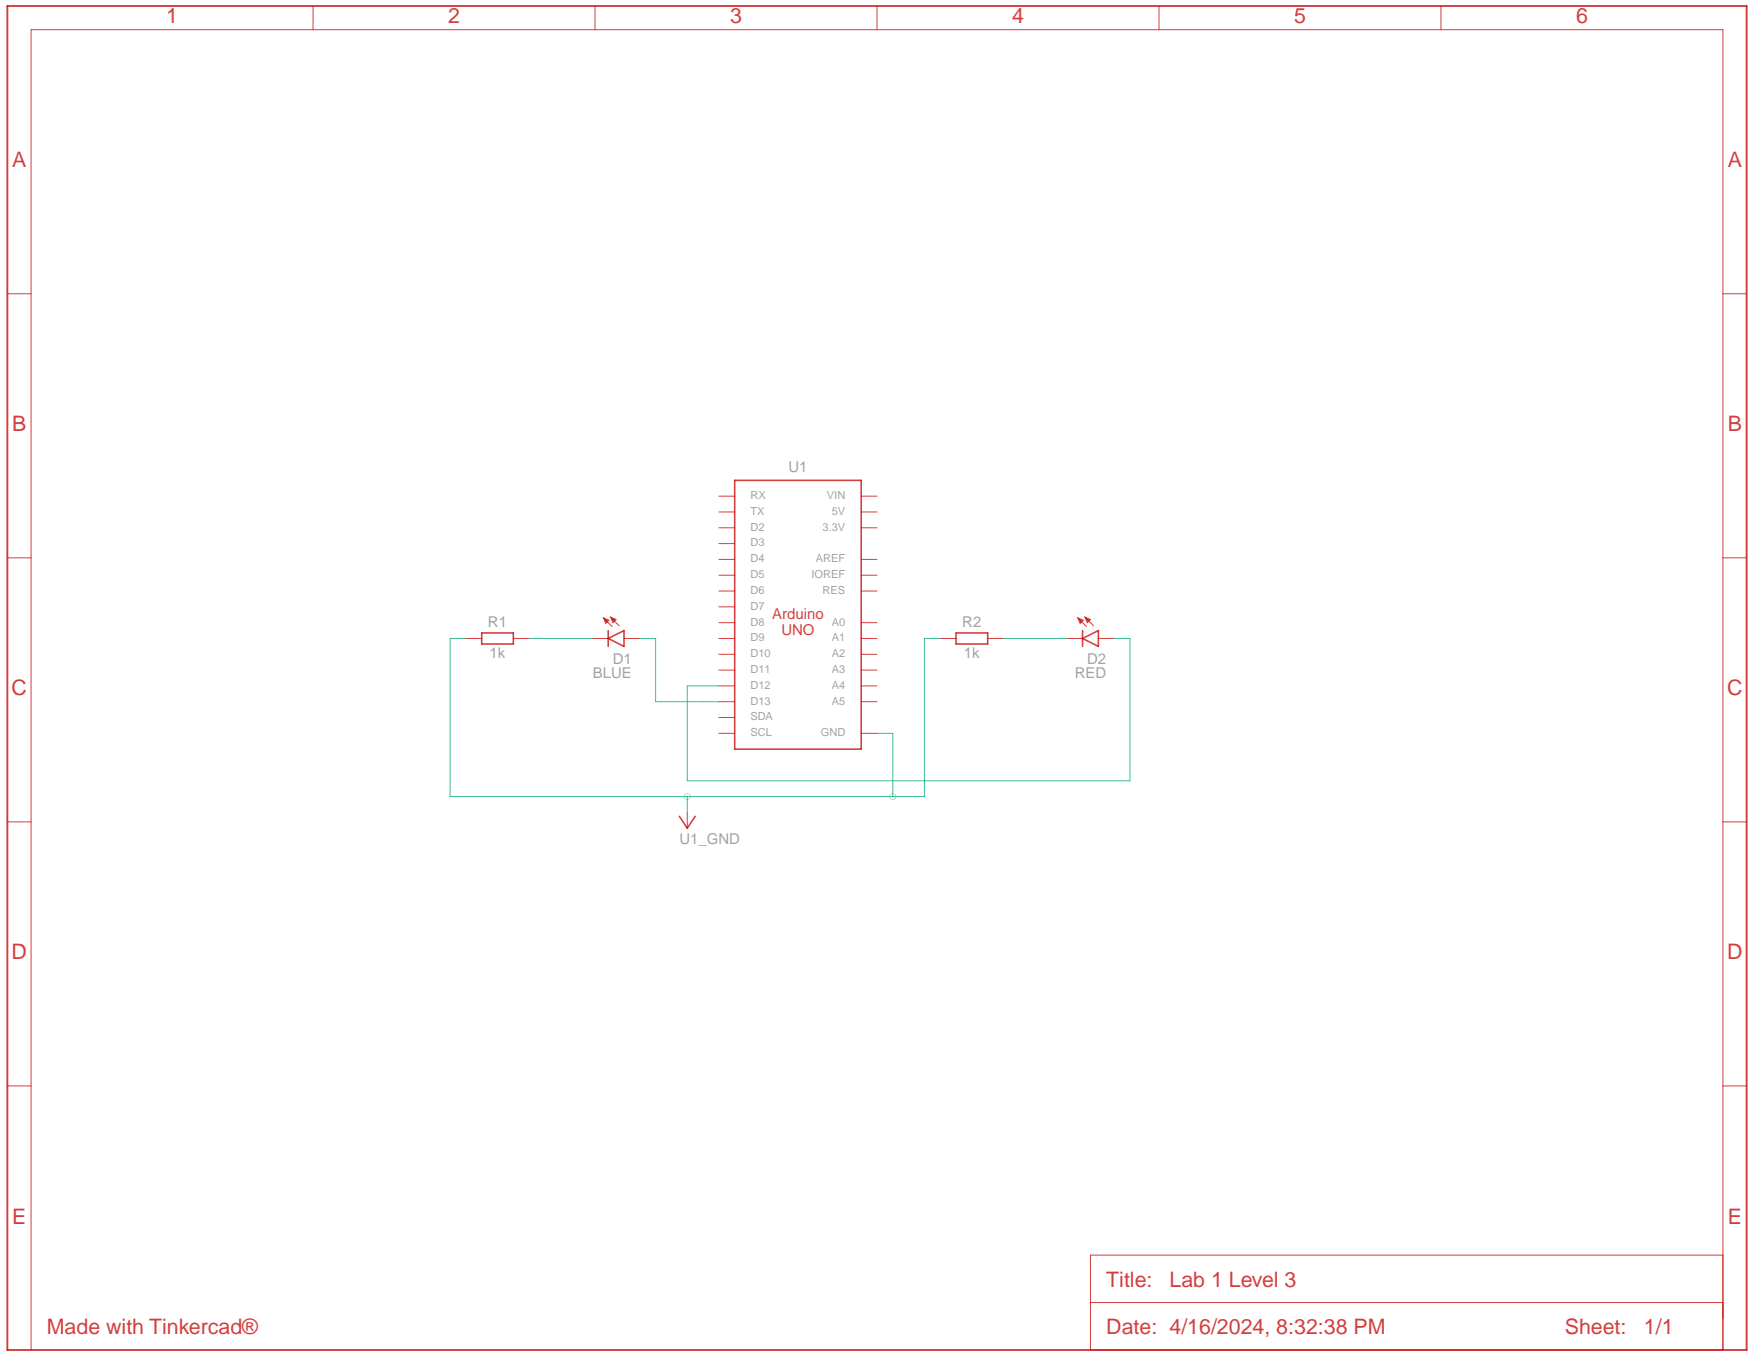 1 2 3 4 5 6
A A
B B
U1
RX VIN
TX 5V
D2 3.3V
D3
D4 AREF
D5 IOREF
D6 RES
D7
Arduino
UNO
D8 A0
D9 A1
D10 A2
D11 A3
D12 A4
D13 A5
SDA
SCL GND
R1
1k
D1
BLUE
R2
1k
D2
RED
C C
U1_GND
D D
E E
Title: Lab 1 Level 3
Date: 4/16/2024, 8:32:38 PM Sheet: 1/1
Made with Tinkercad®